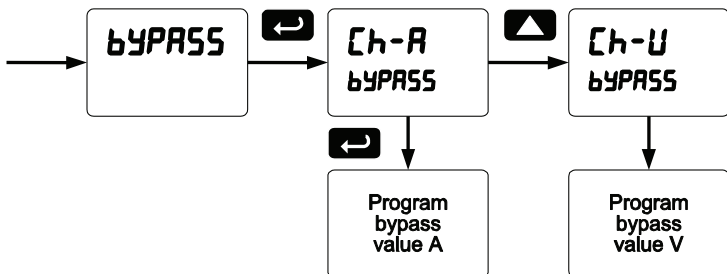 bYPASS
Ch-A
bYPASS
Ch-U
bYPASS
Program
bypass
value A
Program
bypass
value V